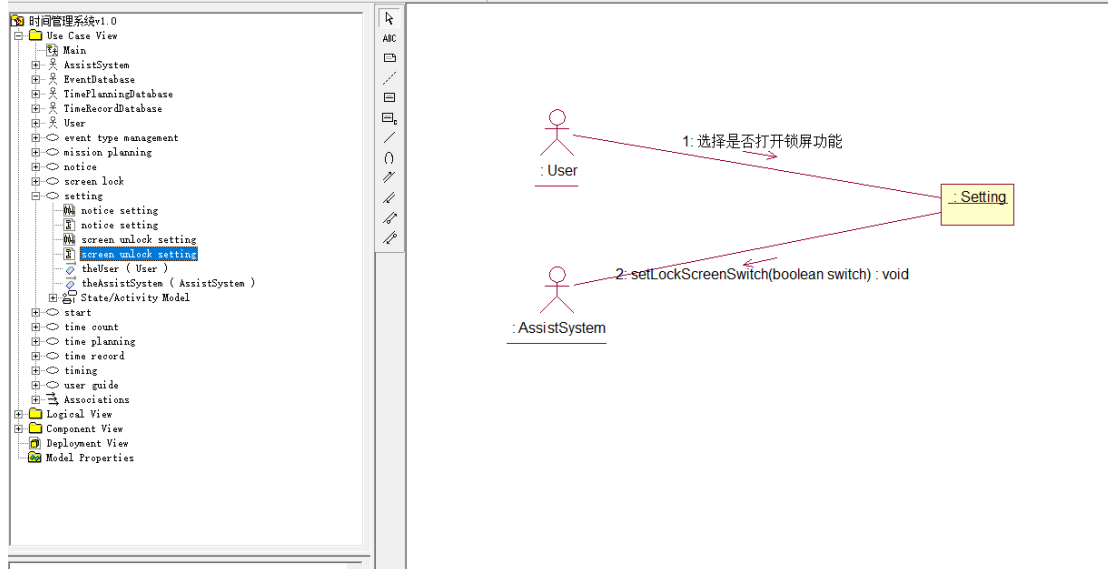 时间管理系统v1.0
Use Case View
Main
AssistSystem
EventDatabase
TimePlanningDatabase
TimeRecordDatabase
User
event type management
mission planning
notice
screen lock
setting
notice setting
notice setting
screen unlock setting
screen unlock setting
theUser ( User )
theAssistSystem ( AssistSystem )
State/Activity Model
start
time count
time planning
time record
timing
user guide
Associations
Logical View
Component View
Deployment View
Model Properties
ABC
1: 选择是否打开锁屏功能
: User
: Setting
2: setLockScreenSwitch(boolean switch) : void
: AssistSystem